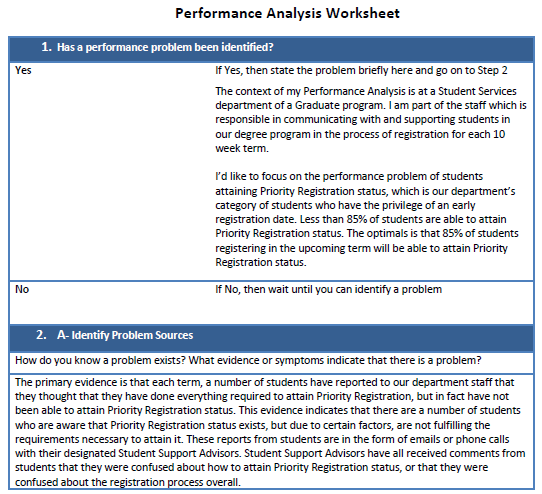 Performance Analysis Worksheet
1. Has a performance problem been identified?
Yes
If Yes, then state the problem briefly here and go on to Step 2
The context of my Performance Analysis is at a Student Services
department of a Graduate program. I am part of the staff which is
responsible in communicating with and supporting students in
our degree program in the process of registration for each 10
week term.
I'd like to focus on the performance problem of students
attaining Priority Registration status, which is our department's
category of students who have the privilege of an early
registration date. Less than 85% of students are able to attain
Priority Registration status. The optimals is that 85% of students
registering in the upcoming term will be able to attain Priority
Registration status.
No
If No, then wait until you can identify a problem
2. A- Identify Problem Sources
How do you know a problem exists? What evidence or symptoms indicate that there is a problem?
The primary evidence is that each term, a number of students have reported to our department staff that
they thought that they have done everything required to attain Priority Registration, but in fact have not
been able to attain Priority Registration status. This evidence indicates that there are a number of students
who are aware that Priority Registration status exists, but due to certain factors, are not fulfilling the
requirements necessary to attain it. These reports from students are in the form of emails or phone calls
with their designated Student Support Advisors. Student Support Advisors have all received comments from
students that they were confused about how to attain Priority Registration status, or that they were
confused about the registration process overall.